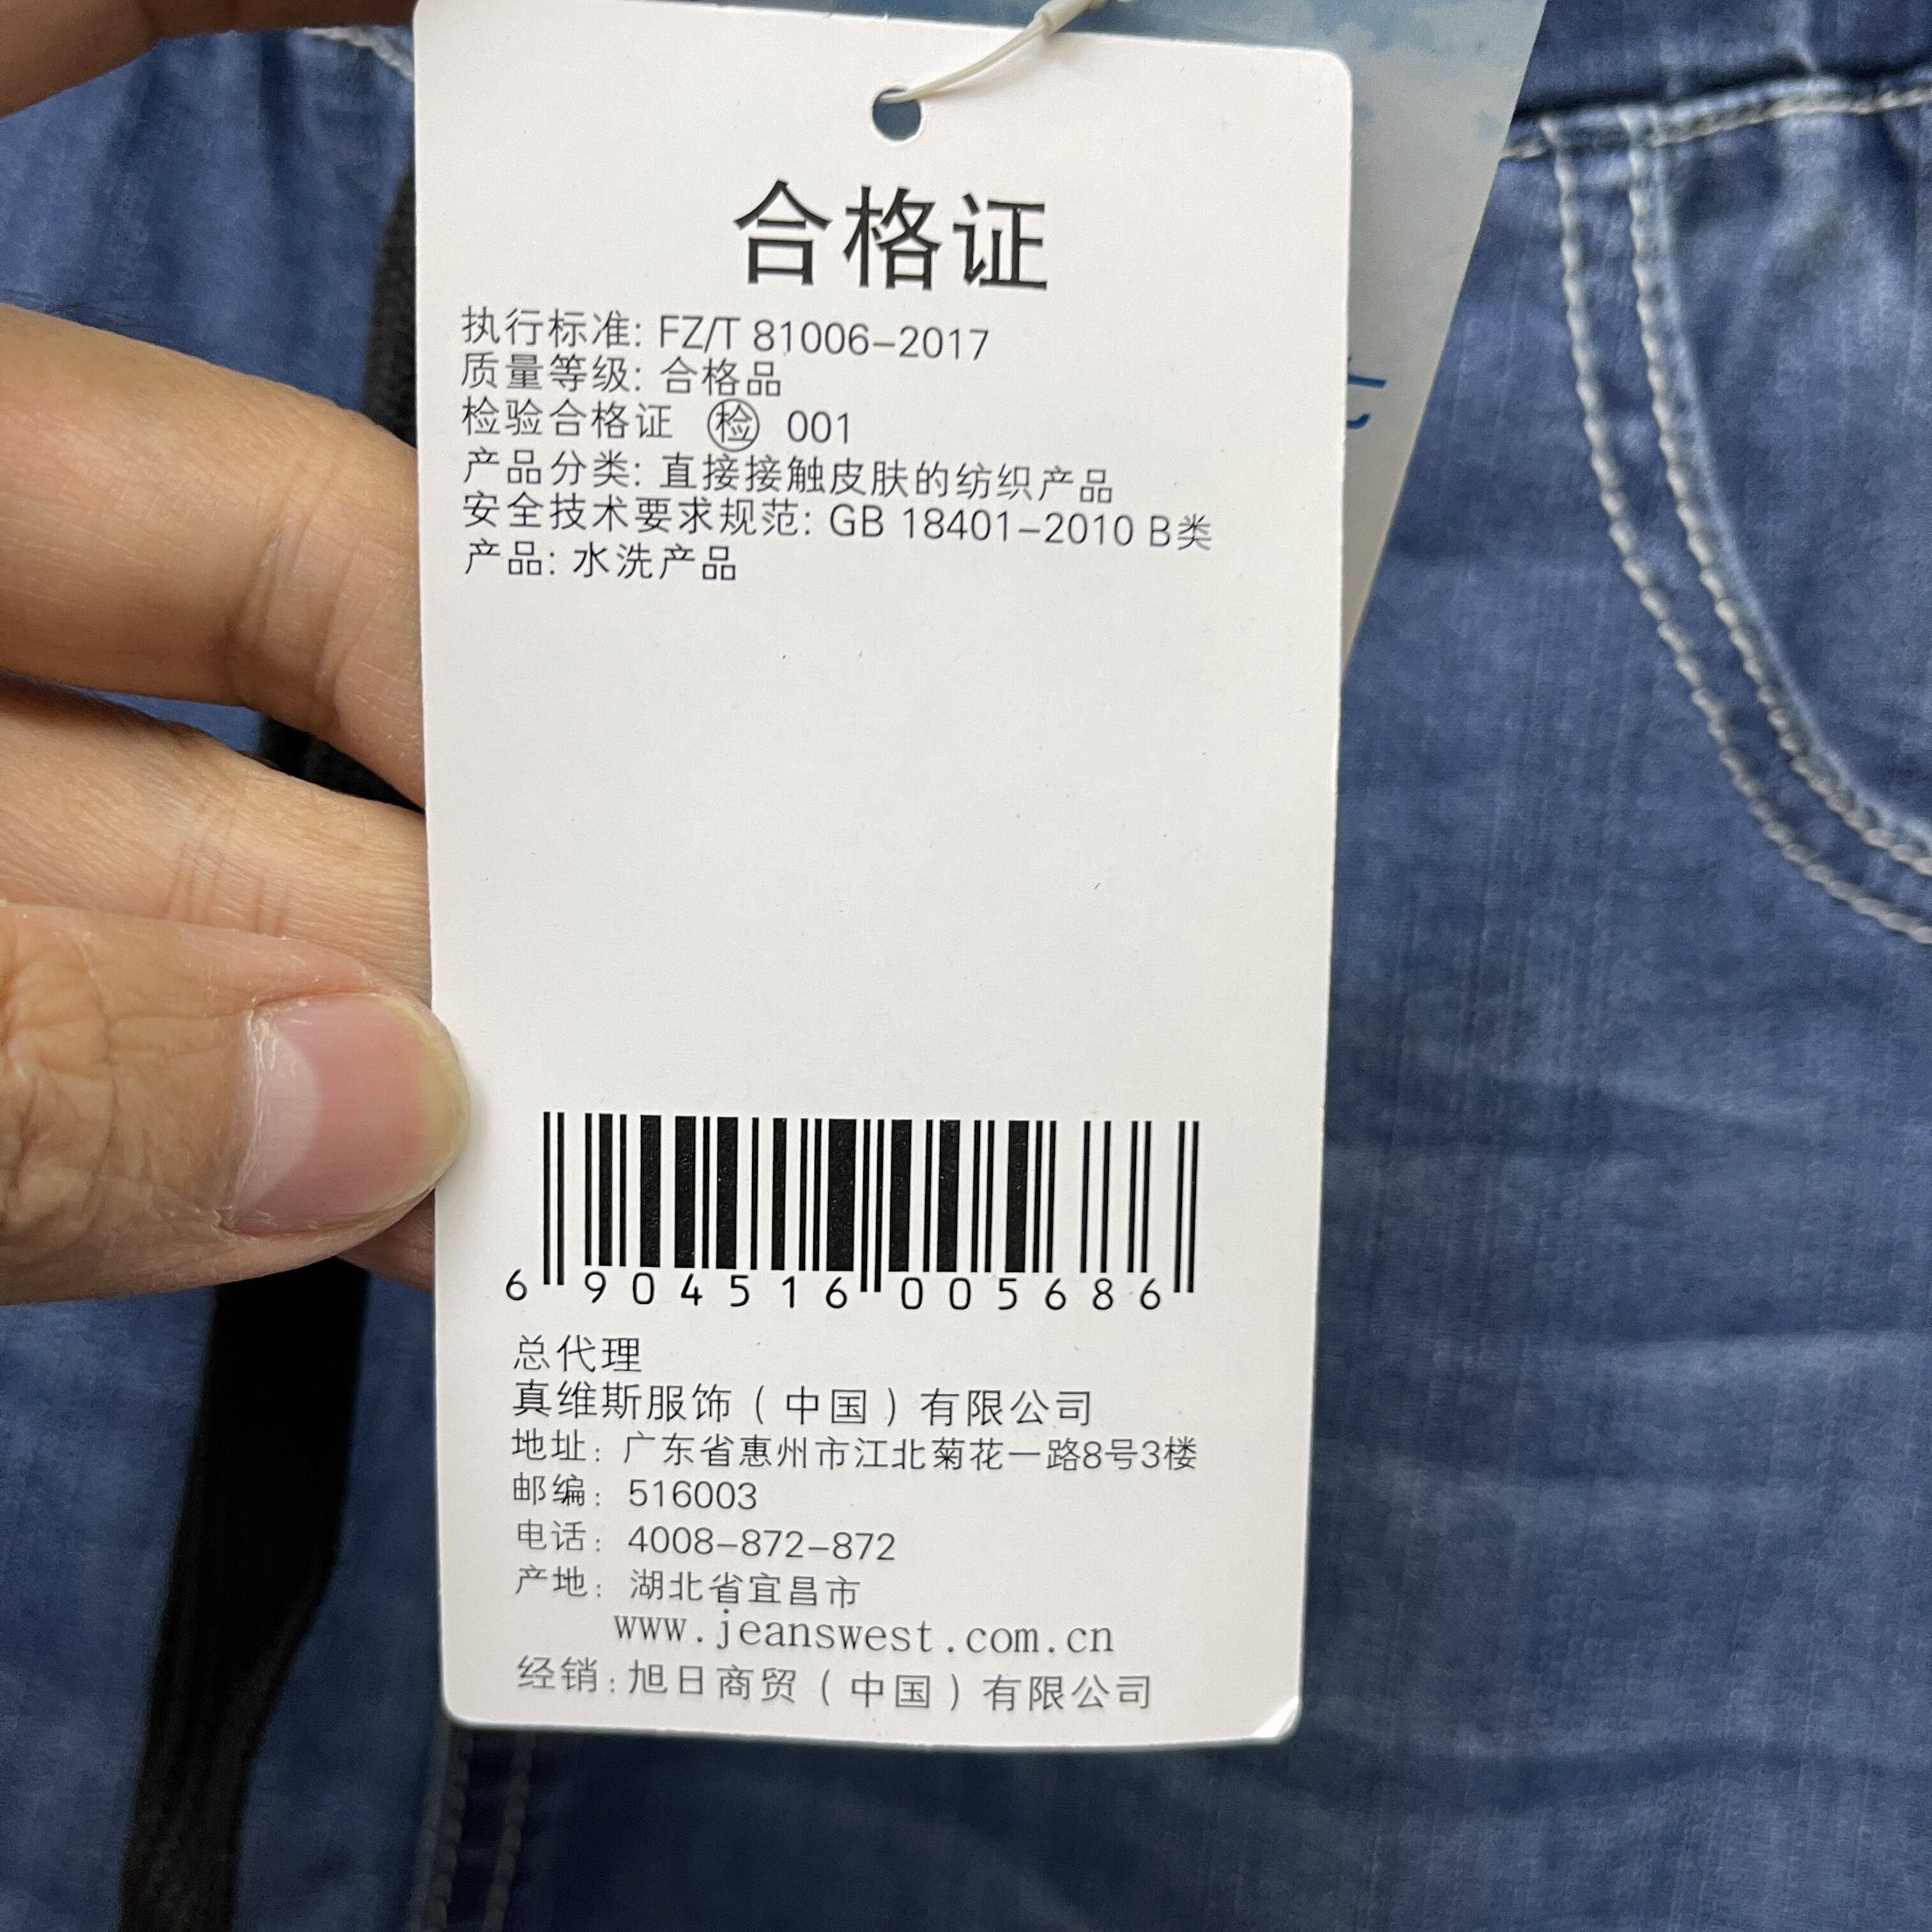 合格证
执行标准: FZ/T 81006-2017
质量等级: 合格品
检验合格证 ㊝ 001
产品分类: 直接接触皮肤的纺织产品
安全技术要求规范: GB 18401-2010 B类
产品: 水洗产品
6 904516 005686
总代理
真维斯服饰（中国）有限公司
地址: 广东省惠州市江北菊花一路8号3楼
邮编: 516003
电话: 4008-872-872
产地: 湖北省宜昌市
www.jeanswest.com.cn
经销: 旭日商贸（中国）有限公司